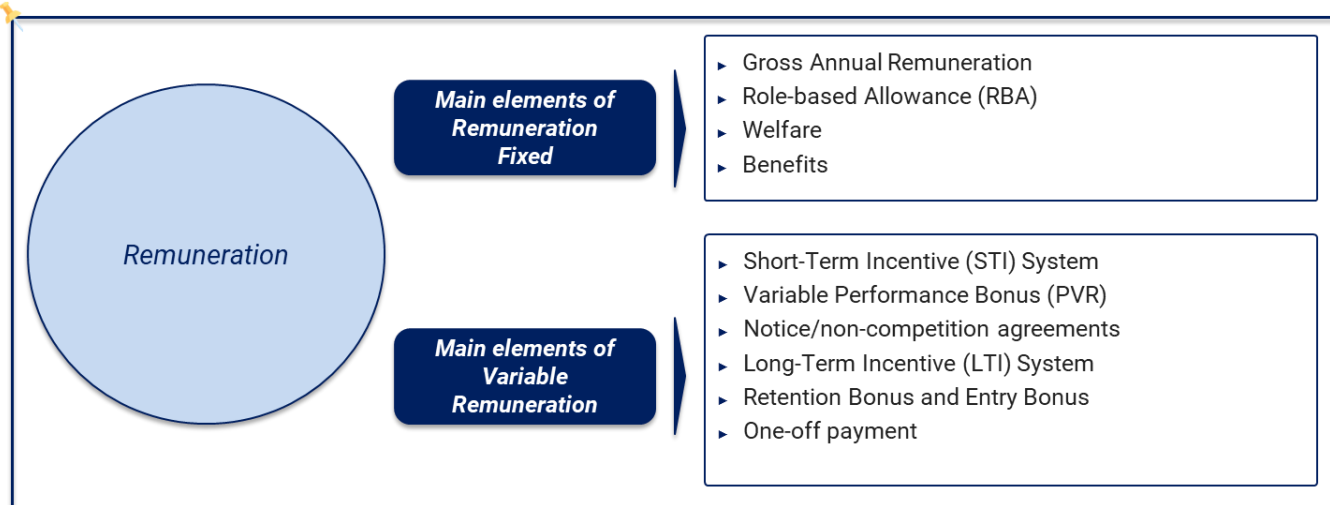 Remuneration
Main elements of
Remuneration
Fixed
► Gross Annual Remuneration
► Role-based Allowance (RBA)
► Welfare
► Benefits
Main elements of
Variable
Remuneration
► Short-Term Incentive (STI) System
► Variable Performance Bonus (PVR)
► Notice/non-competition agreements
► Long-Term Incentive (LTI) System
► Retention Bonus and Entry Bonus
► One-off payment